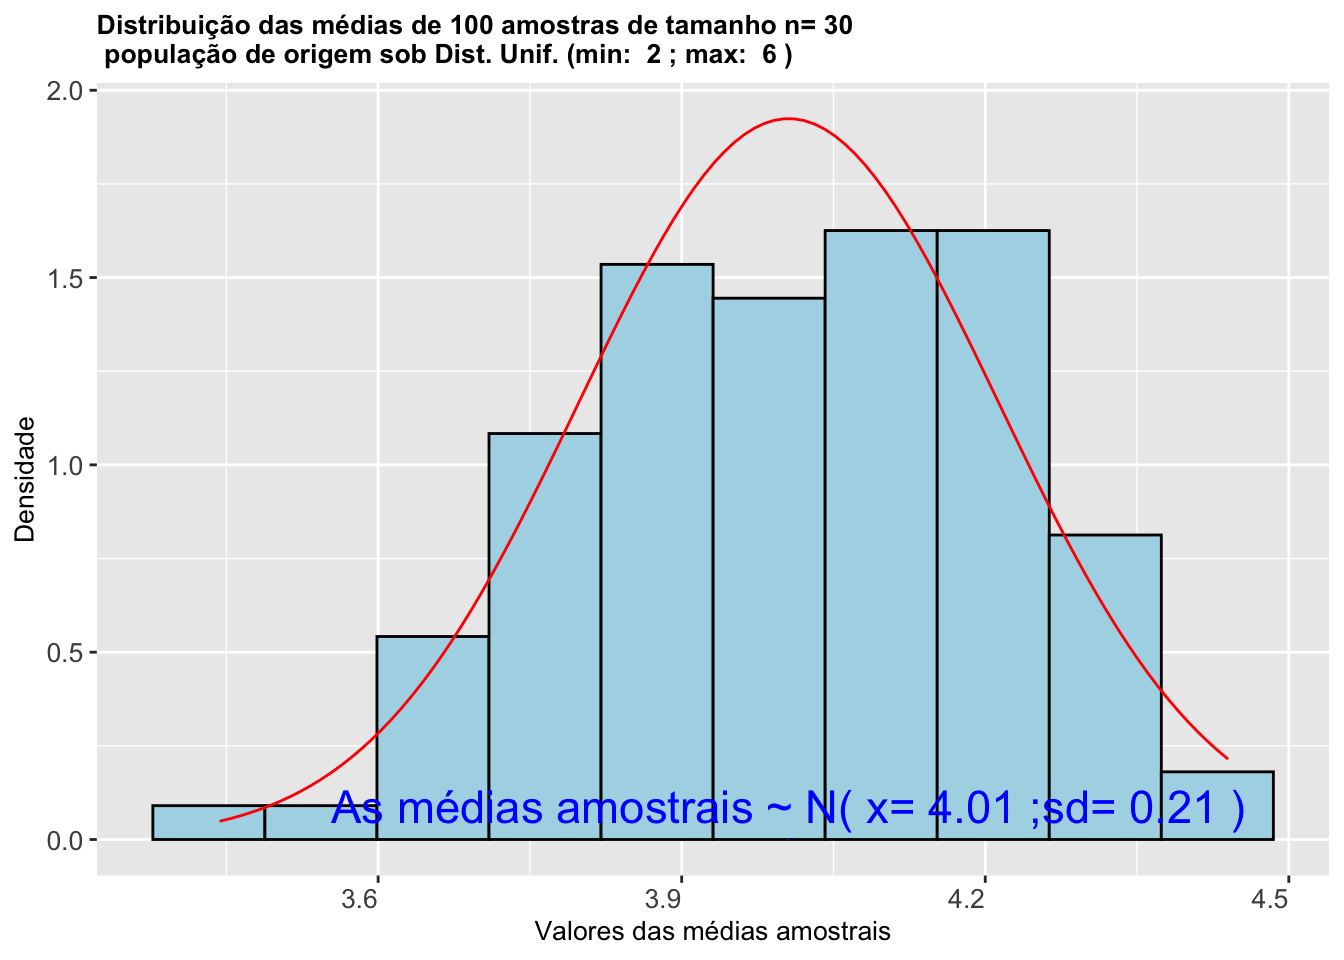 Distribuição das médias de 100 amostras de tamanho n= 30
população de origem sob Dist. Unif. (min:  2 ; max:  6 )
2.0
1.5
1.0
0.5
0.0
Densidade
As médias amostrais ~ N( x= 4.01 ;sd= 0.21 )
3.6
3.9
4.2
4.5
Valores das médias amostrais